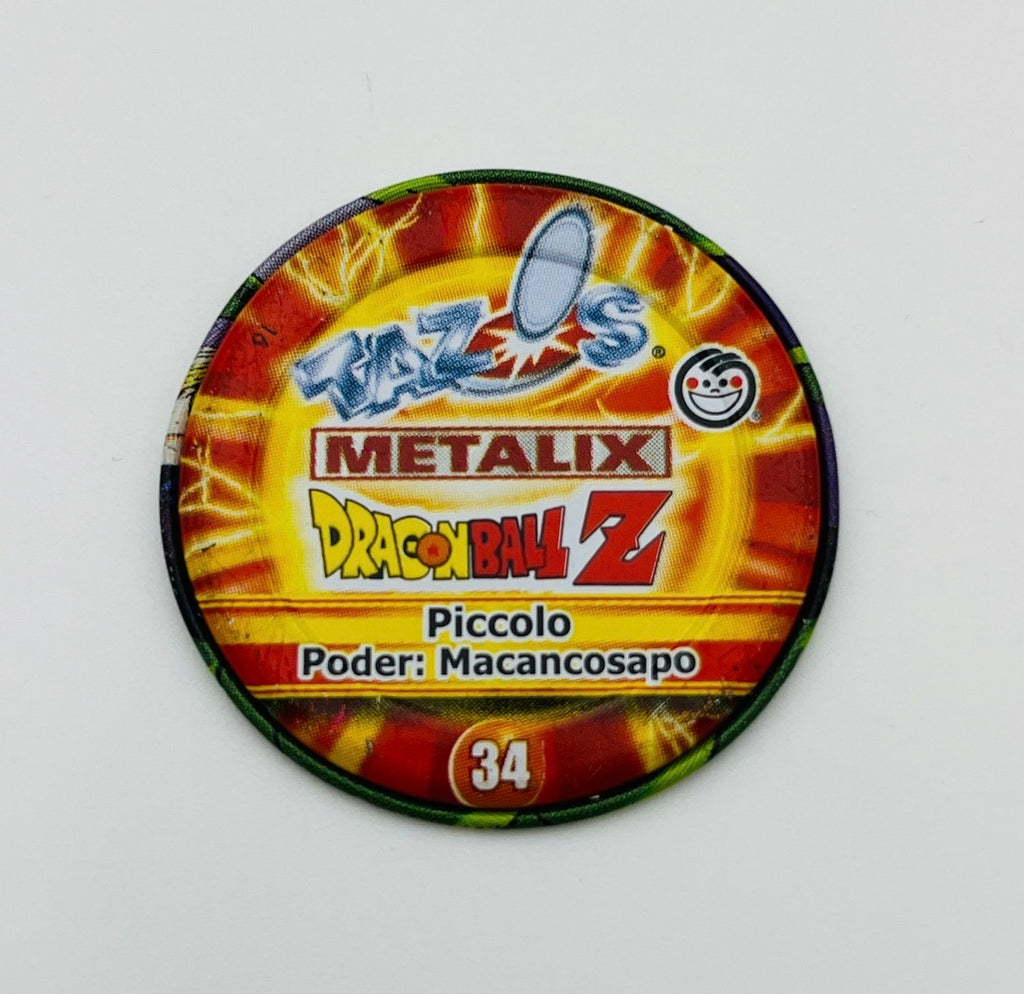 TAZOS®
METALIX
DRAGON BALL Z
Piccolo
Poder: Macancosapo
34